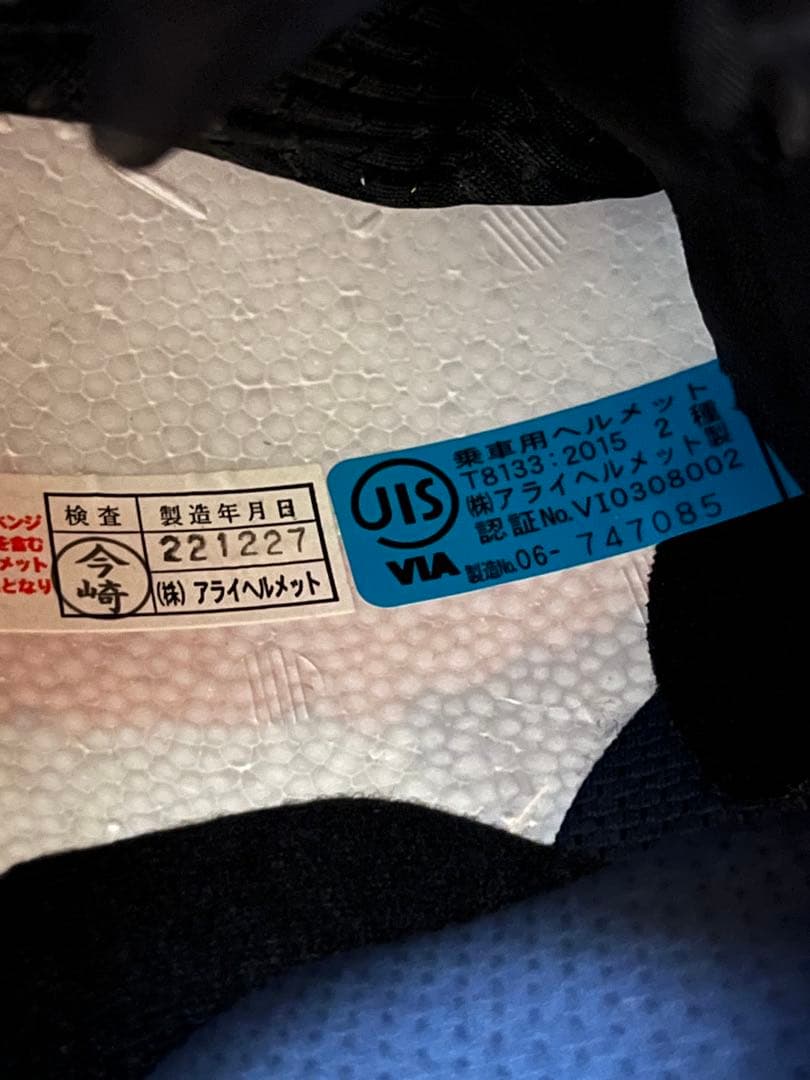 ベンジ
を含む
メット
となり
検査
製造年月日
今崎
221227
(株) アライヘルメット
JIS
VIA
乗車用ヘルメット
T8133:2015 2種
㈱アライヘルメット製
認証No.VI0308002
製造No.06- 747085